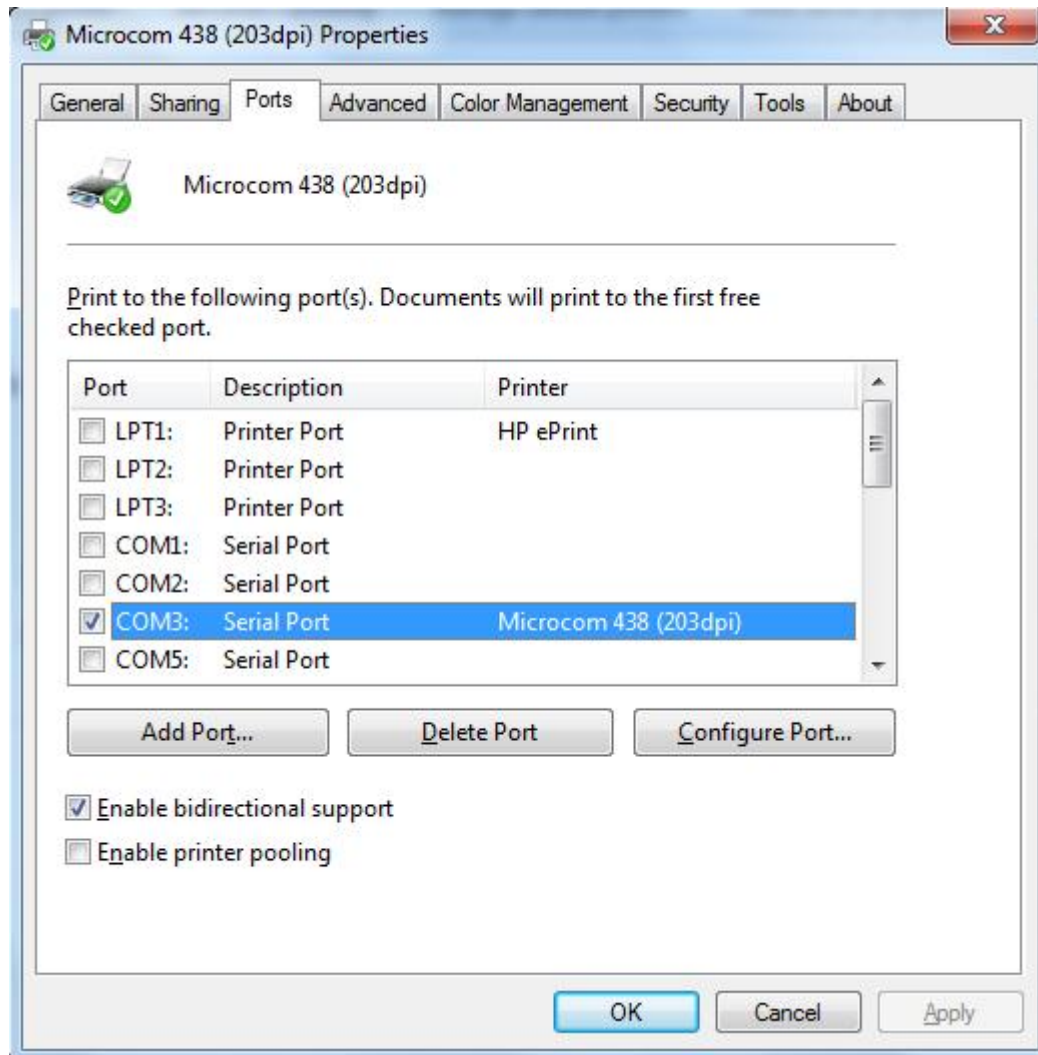 Microcom 438 (203dpi) Properties
General Sharing Ports Advanced Color Management Security Tools About
Microcom 438 (203dpi)
Print to the following port(s). Documents will print to the first free
checked port.
Port Description Printer
LPT1: Printer Port HP ePrint
LPT2: Printer Port
LPT3: Printer Port
COM1: Serial Port
COM2: Serial Port
COM3: Serial Port Microcom 438 (203dpi)
COM5: Serial Port
Add Port... Delete Port Configure Port...
Enable bidirectional support
Enable printer pooling
OK Cancel Apply